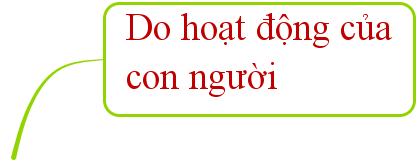 Do hoạt động của
con người